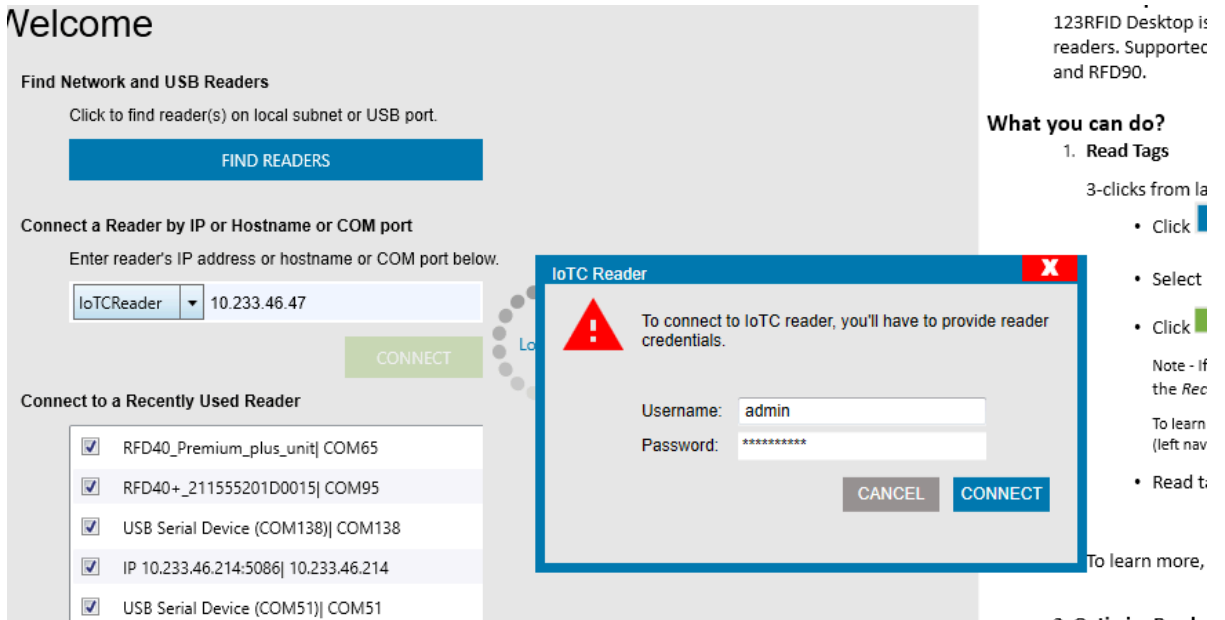 Welcome
Find Network and USB Readers
Click to find reader(s) on local subnet or USB port.
FIND READERS
Connect a Reader by IP or Hostname or COM port
Enter reader's IP address or hostname or COM port below.
IoTCReader 10.233.46.47
CONNECT
Lo
Connect to a Recently Used Reader
RFD40_Premium_plus_unit| COM65
RFD40+_211555201D0015| COM95
USB Serial Device (COM138)| COM138
IP 10.233.46.214:5086| 10.233.46.214
USB Serial Device (COM51)| COM51
IoTC Reader
X
To connect to IoTC reader, you'll have to provide reader
credentials.
Username: admin
Password: **********
CANCEL CONNECT
123RFID Desktop is
readers. Supported
and RFD90.
What you can do?
1. Read Tags
3-clicks from la
• Click
• Select
• Click
Note - If
the Rec
To learn
(left nav
• Read ta
To learn more,